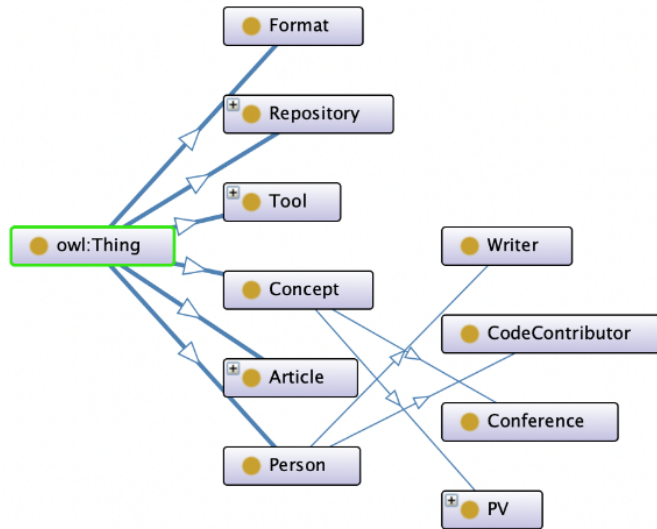 Format
Repository
Tool
owl:Thing
Writer
Concept
CodeContributor
Article
Conference
Person
PV